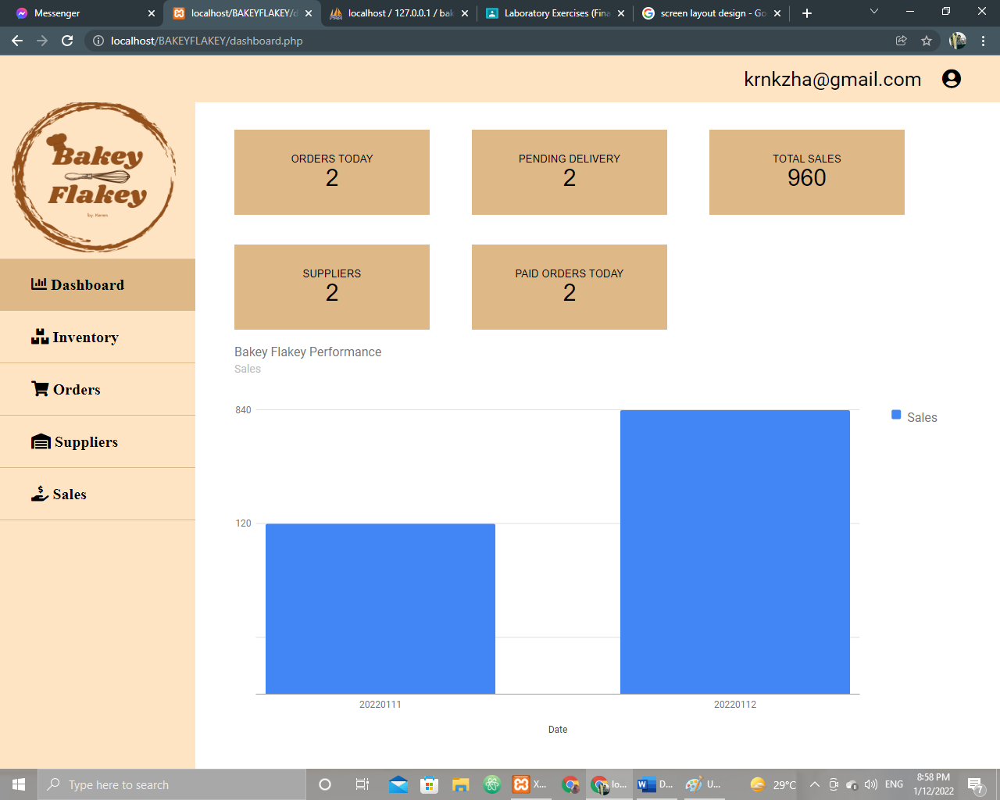 Messenger
localhost/BAKEYFLAKEY/d
localhost / 127.0.0.1 / bak
Laboratory Exercises (Fina
screen layout design - Go
localhost/BAKEYFLAKEY/dashboard.php
krnkzha@gmail.com
Bakey
Flakey
by: Keren
Dashboard
Inventory
Orders
Suppliers
Sales
ORDERS TODAY
2
PENDING DELIVERY
2
TOTAL SALES
960
SUPPLIERS
2
PAID ORDERS TODAY
2
Bakey Flakey Performance
Sales
840
120
20220111
20220112
Date
Sales
Type here to search
X...
lo...
D...
U...
29°C
ENG
8:58 PM
1/12/2022
7